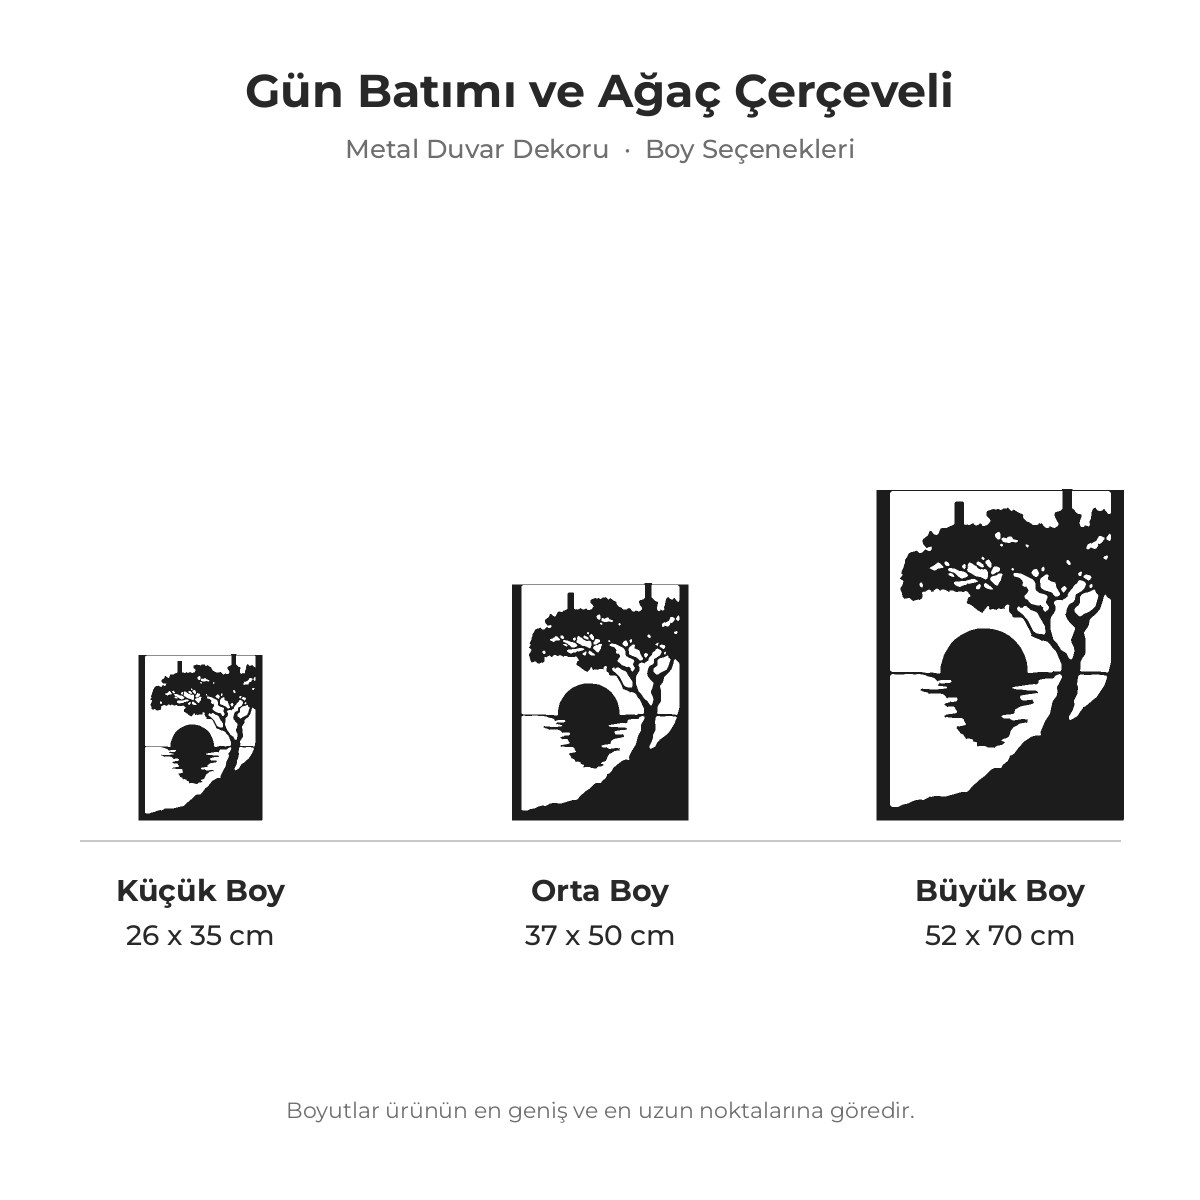 Gün Batımı ve Ağaç Çerçeveli
Metal Duvar Dekoru · Boy Seçenekleri
Küçük Boy
26 x 35 cm
Orta Boy
37 x 50 cm
Büyük Boy
52 x 70 cm
Boyutlar ürünün en geniş ve en uzun noktalarına göredir.